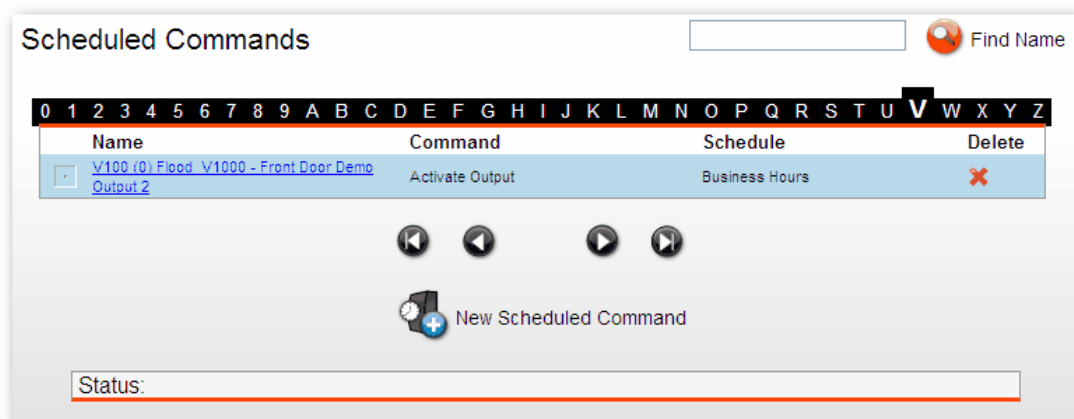 Scheduled Commands
Find Name
0 1 2 3 4 5 6 7 8 9 A B C D E F G H I J K L M N O P Q R S T U V W X Y Z
Name Command Schedule Delete
V100 (0) Flood V1000 - Front Door Demo
Output 2
Activate Output
Business Hours
New Scheduled Command
Status: